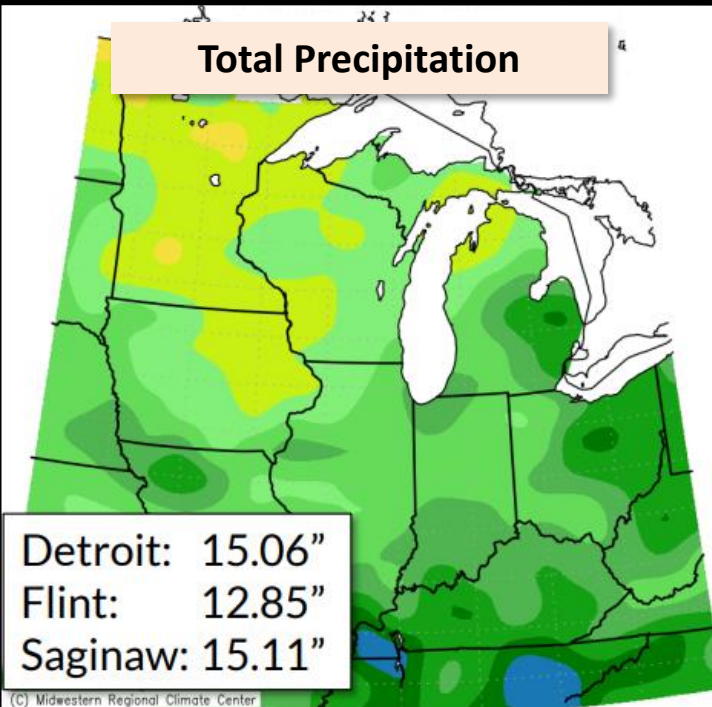 Total Precipitation
Detroit: 15.06”
Flint: 12.85”
Saginaw: 15.11”
(C) Midwestern Regional Climate Center